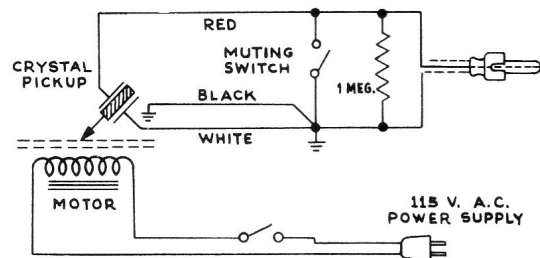 RED
MUTING
SWITCH
CRYSTAL
PICKUP
1 MEG.
BLACK
WHITE
MOTOR
115 V. A.C.
POWER SUPPLY